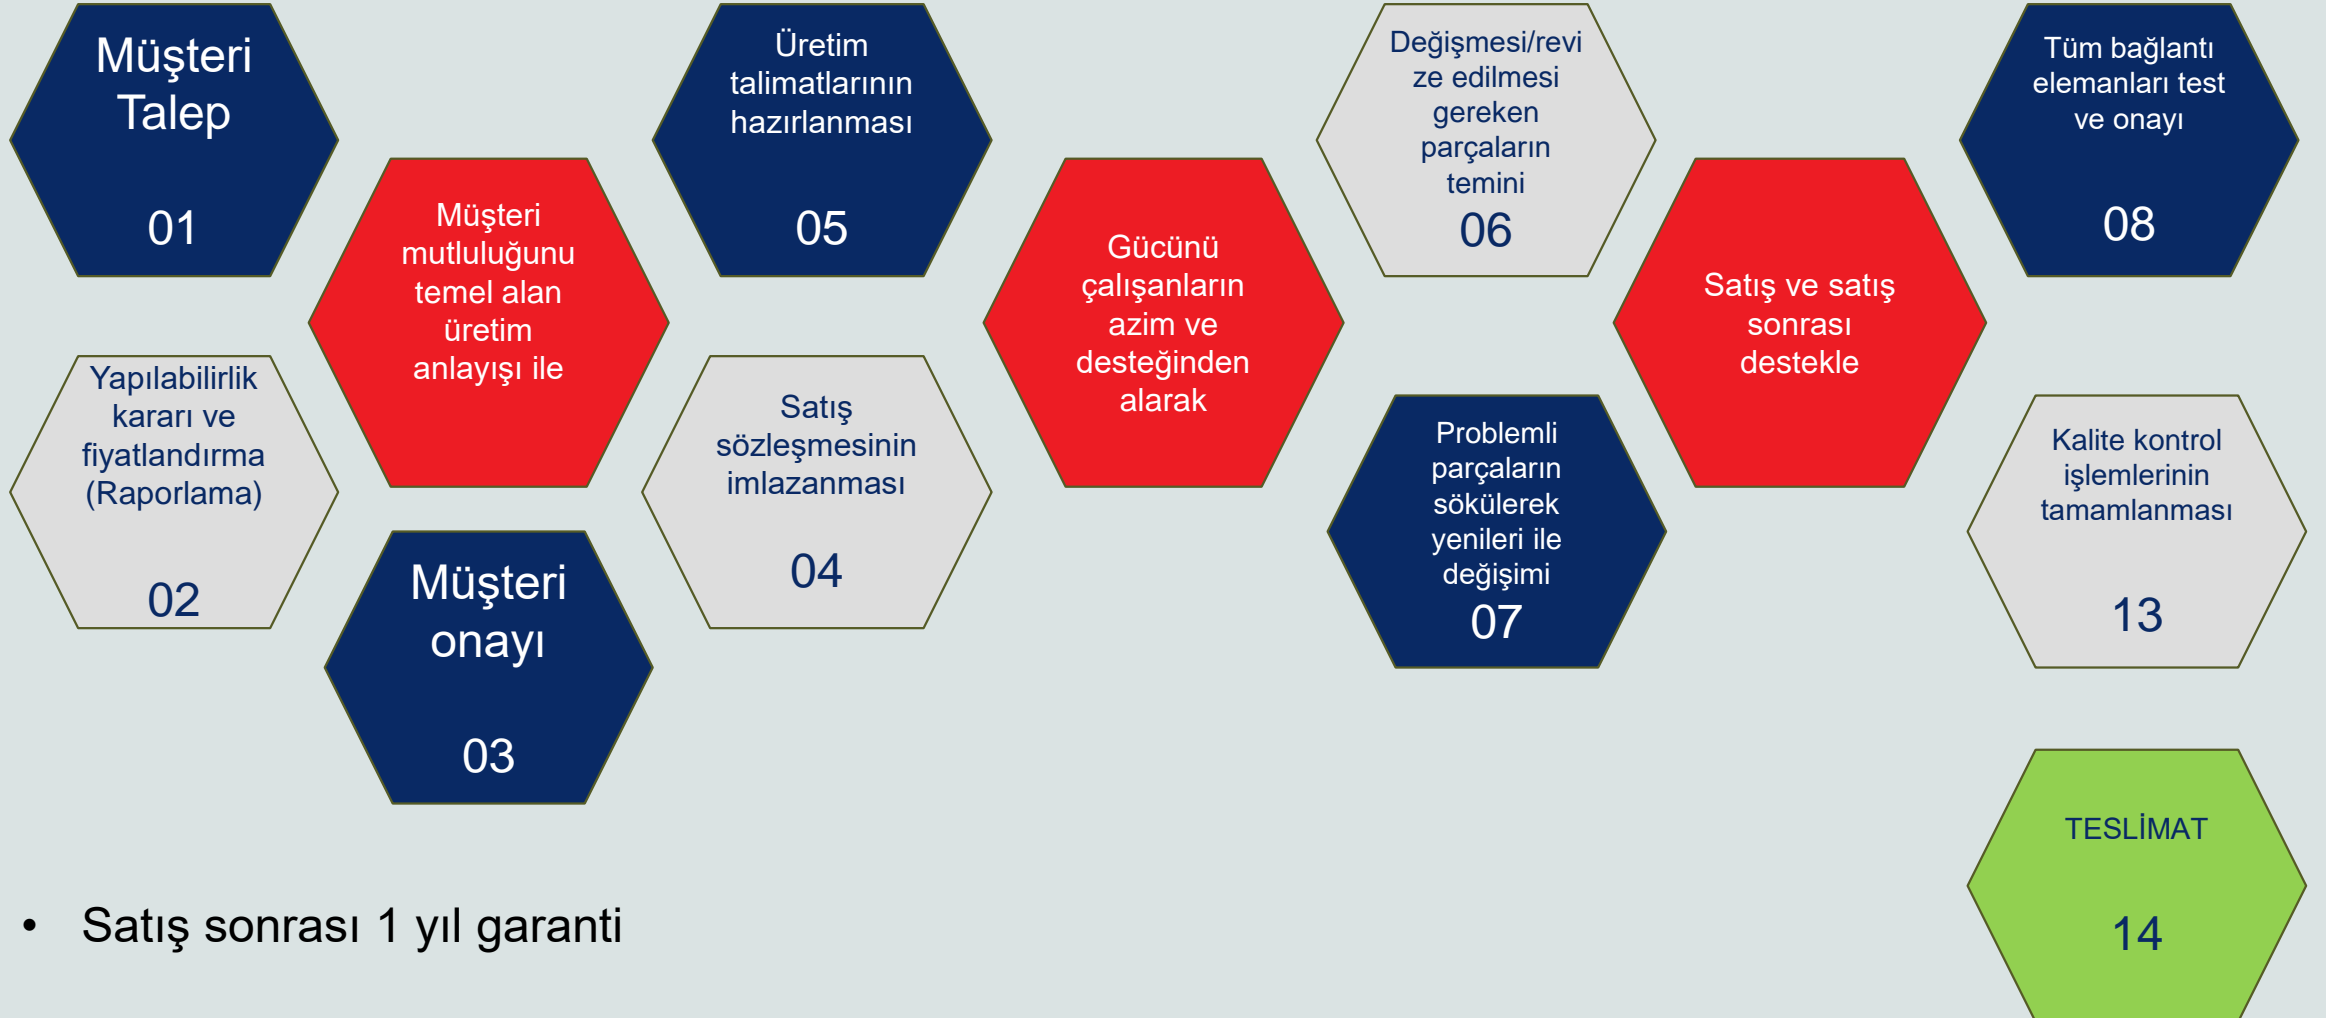 Müşteri
Talep
01
Yapılabilirlik
kararı ve
fiyatlandırma
(Raporlama)
02
Müşteri
mutluluğunu
temel alan
üretim
anlayışı ile
Müşteri
onayı
03
Üretim
talimatlarının
hazırlanması
05
Satış
sözleşmesinin
imlazanması
04
Gücünü
çalışanların
azim ve
desteğinden
alarak
Değişmesi/revi
ze edilmesi
gereken
parçaların
temini
06
Problemli
parçaların
sökülerek
yenileri ile
değişimi
07
Satış ve satış
sonrası
destekle
Tüm bağlantı
elemanları test
ve onayı
08
Kalite kontrol
işlemlerinin
tamamlanması
13
TESLİMAT
14
• Satış sonrası 1 yıl garanti